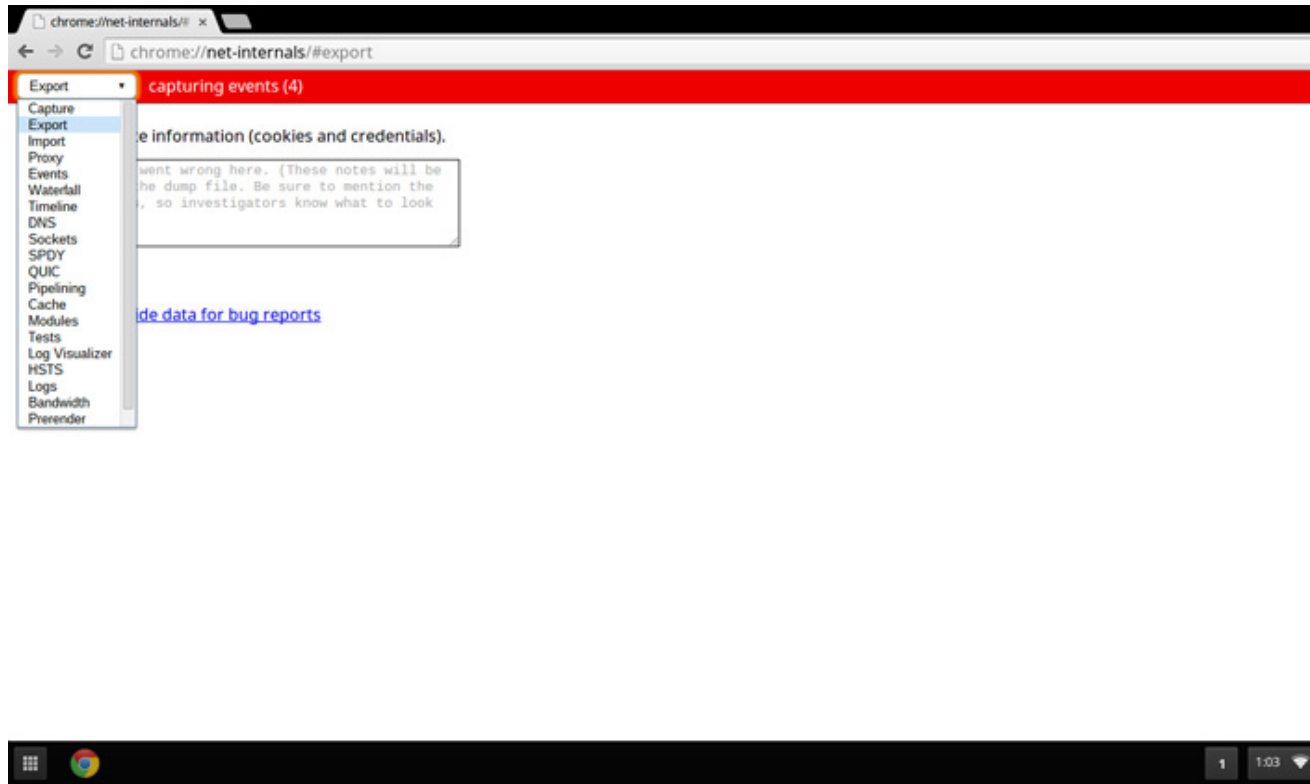 chrome://net-internals/# ×
chrome://net-internals/#export
Export capturing events (4)
Capture
Export
Import
Proxy
Events
Waterfall
Timeline
DNS
Sockets
SPDY
QUIC
Pipelining
Cache
Modules
Tests
Log Visualizer
HSTS
Logs
Bandwidth
Prerender
e information (cookies and credentials).
went wrong here. (These notes will be
he dump file. Be sure to mention the
, so investigators know what to look
ide data for bug reports
1 1:03